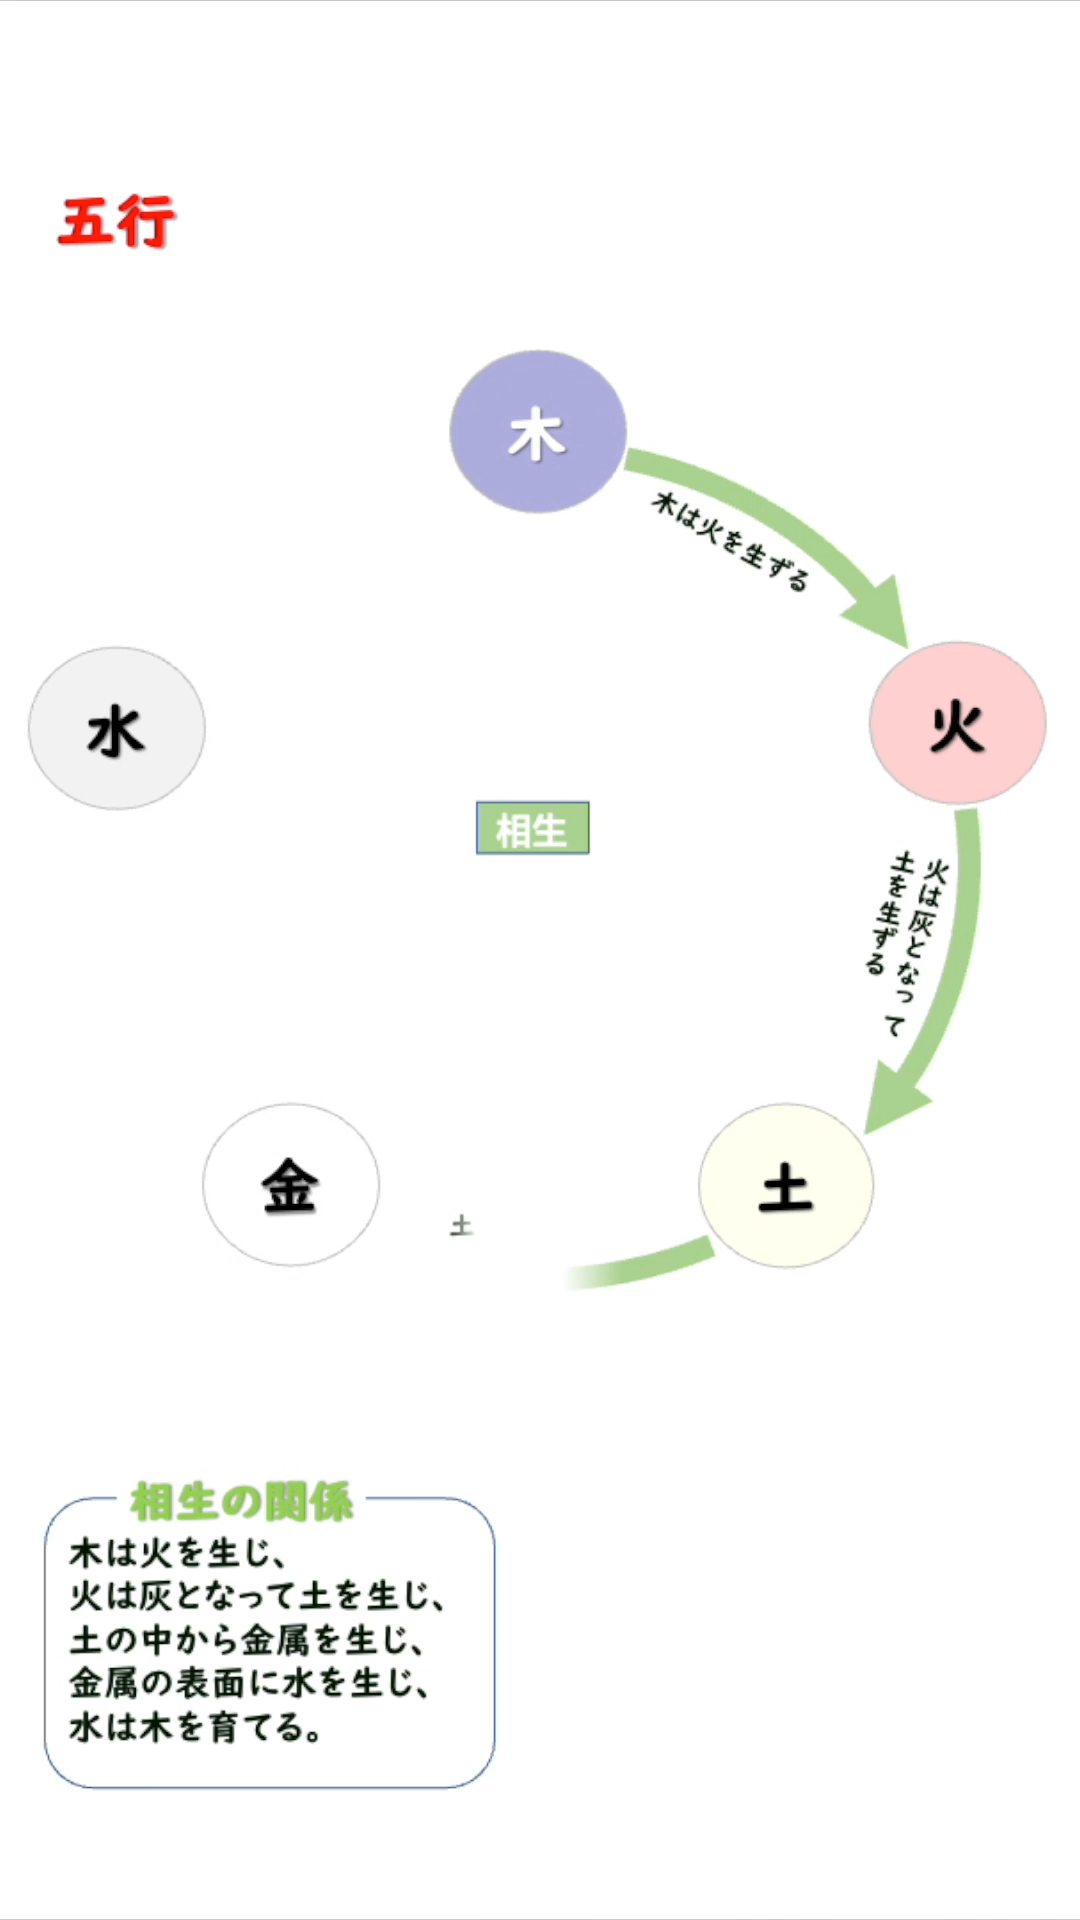 五行
木
木は火を生ずる
水
火
相生
火は灰となって
土を生ずる
金
土
土
相生の関係
木は火を生じ、
火は灰となって土を生じ、
土の中から金属を生じ、
金属の表面に水を生じ、
水は木を育てる。